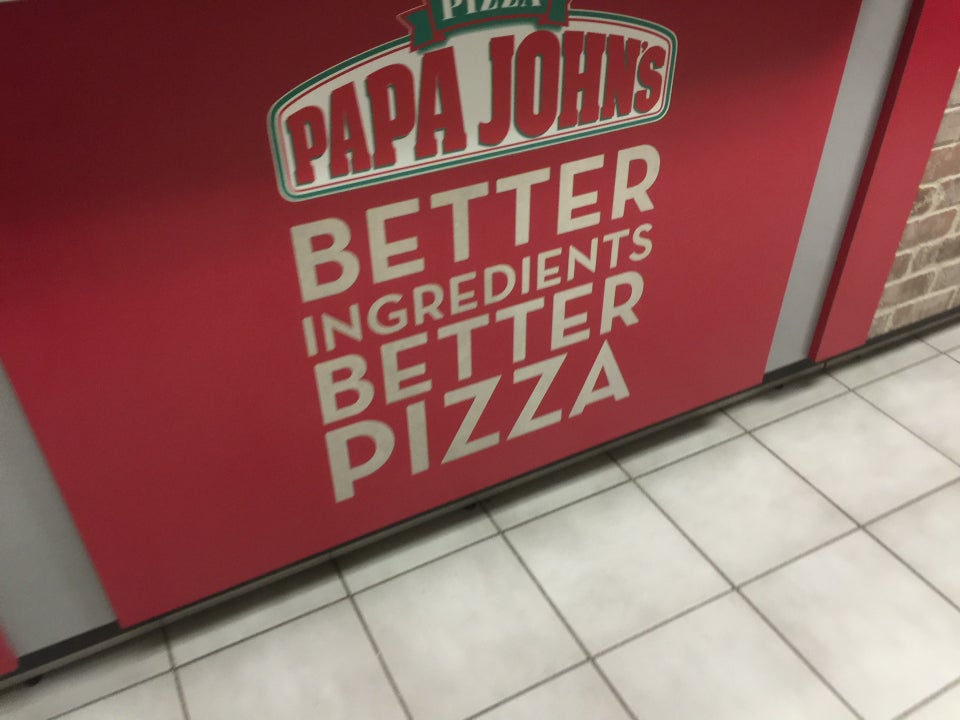 PIZZA
PAPA JOHN'S
BETTER
INGREDIENTS
BETTER
PIZZA